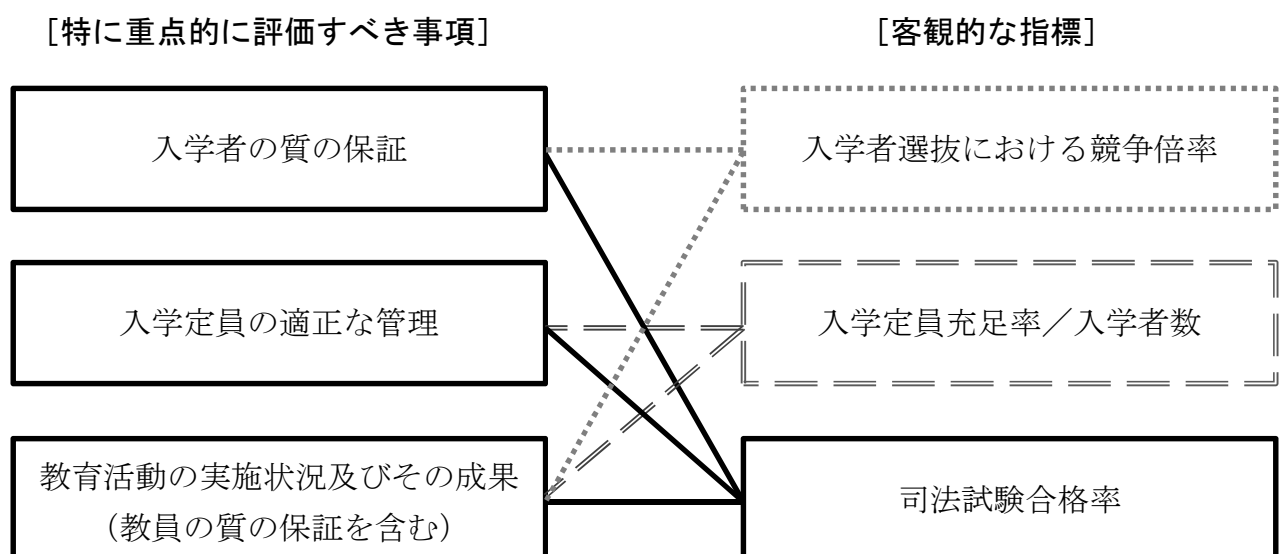 [特に重点的に評価すべき事項]
[客観的な指標]
入学者の質の保証
入学者選抜における競争倍率
入学定員の適正な管理
入学定員充足率／入学者数
教育活動の実施状況及びその成果
（教員の質の保証を含む）
司法試験合格率